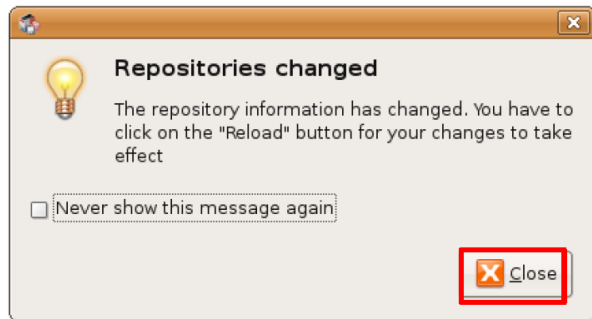 Repositories changed
The repository information has changed. You have to
click on the "Reload" button for your changes to take
effect
Never show this message again
Close